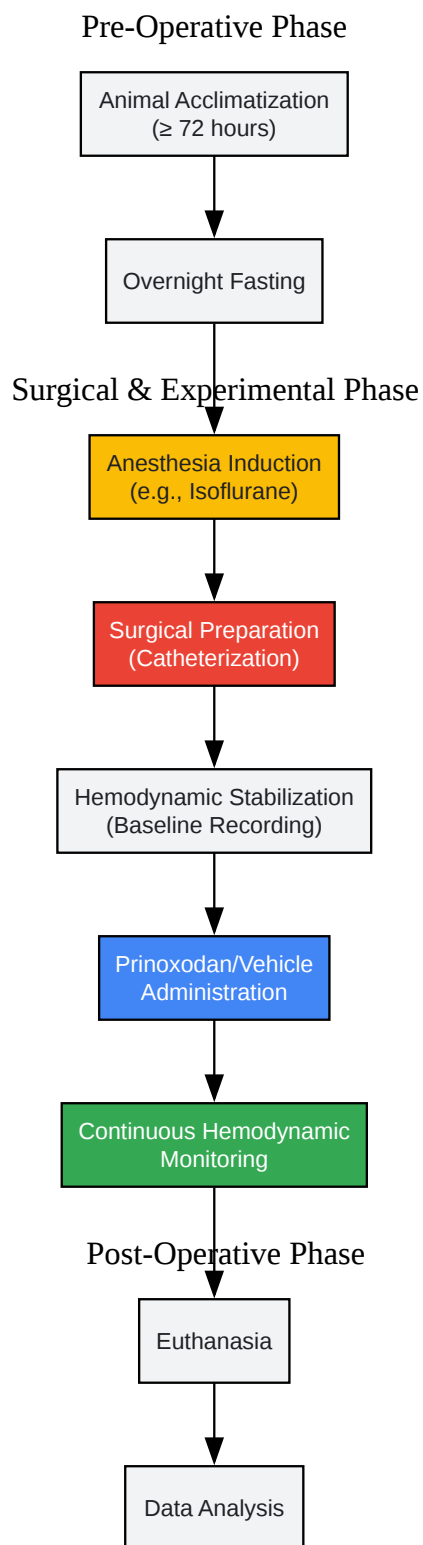 Pre-Operative Phase
Animal Acclimatization
(≥ 72 hours)
Overnight Fasting
Surgical & Experimental Phase
Anesthesia Induction
(e.g., Isoflurane)
Surgical Preparation
(Catheterization)
Hemodynamic Stabilization
(Baseline Recording)
Prinoxodan/Vehicle
Administration
Continuous Hemodynamic
Monitoring
Post-Operative Phase
Euthanasia
Data Analysis